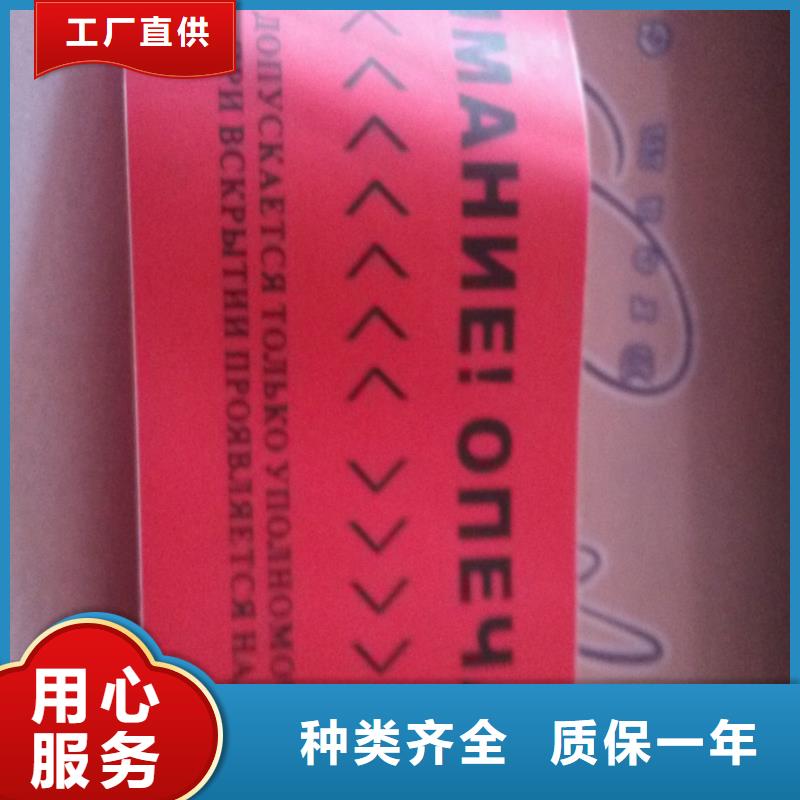 工厂直供
МАНИЕ! ОПЕЧ
ДОПУСКАЕТСЯ ТОЛЬКО УПОЛНОМО
ПРИ ВСКРЫТИИ ПРОЯВЛЯЕТСЯ НА
用心
服务
种类齐全 质保一年